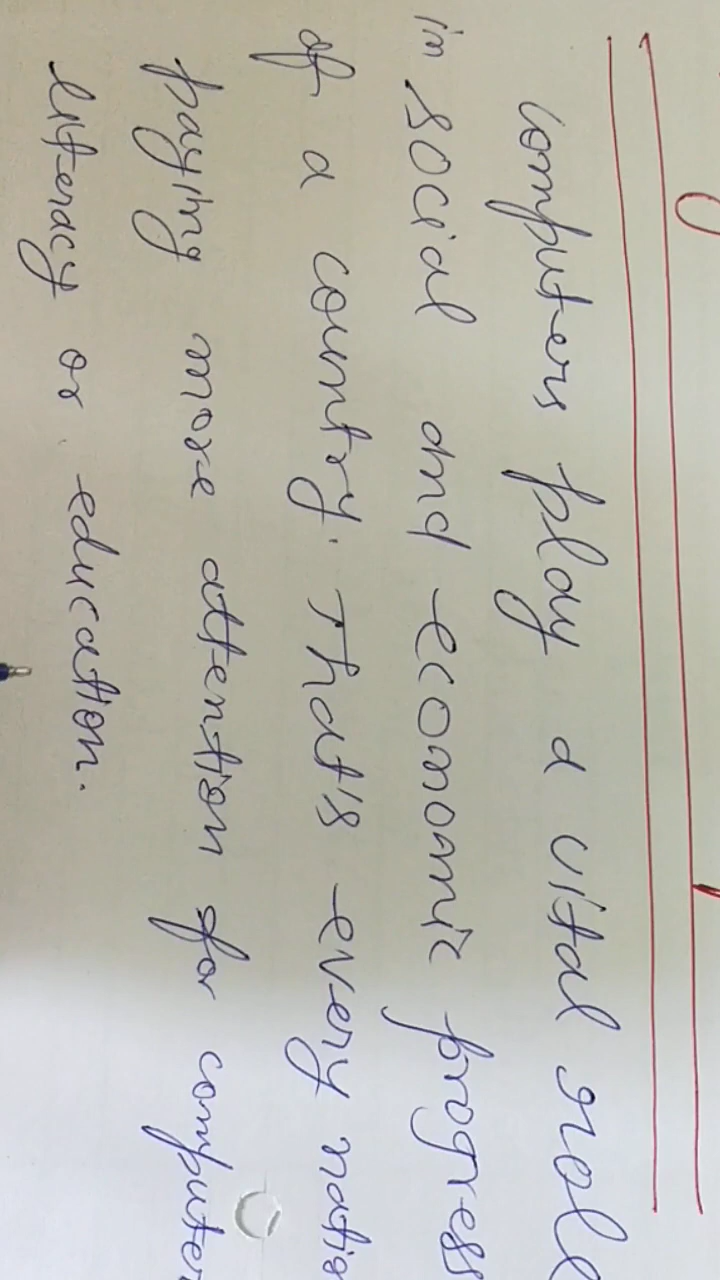 computers play a vital role
in social and economic progress
of a country. That's every natio
paying more attention for computer
literacy or education.